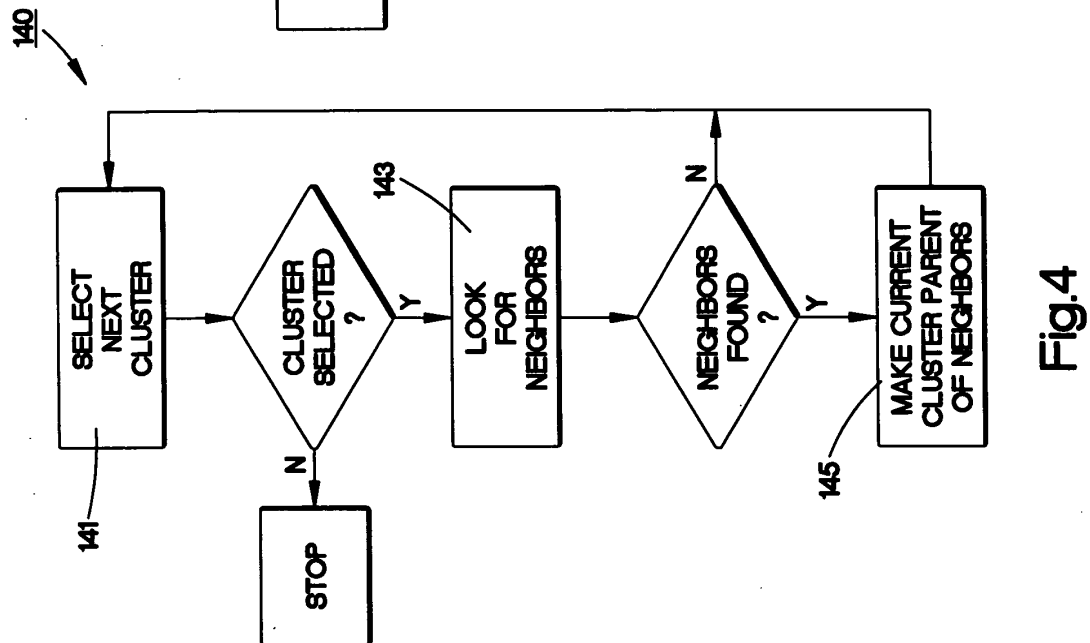 140
SELECT
NEXT
CLUSTER
141
CLUSTER
SELECTED
?
N
Y
STOP
143
LOOK
FOR
NEIGHBORS
NEIGHBORS
FOUND
?
N
Y
145
MAKE CURRENT
CLUSTER PARENT
OF NEIGHBORS
Fig.4